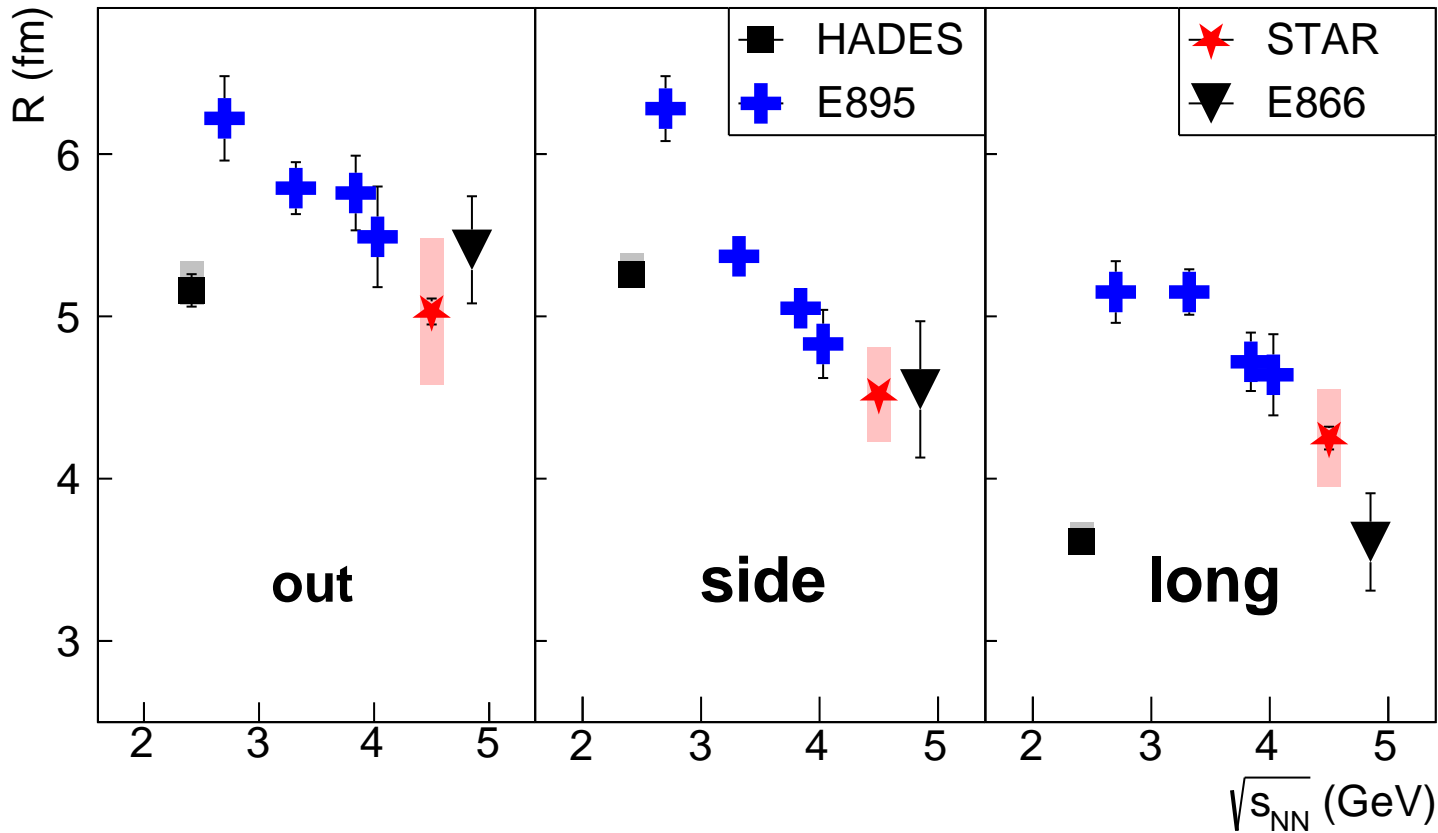 R (fm)
HADES
E895
STAR
E866
6
5
4
3
out
side
long
2 3 4 5
2 3 4 5
2 3 4 5
√sNN (GeV)